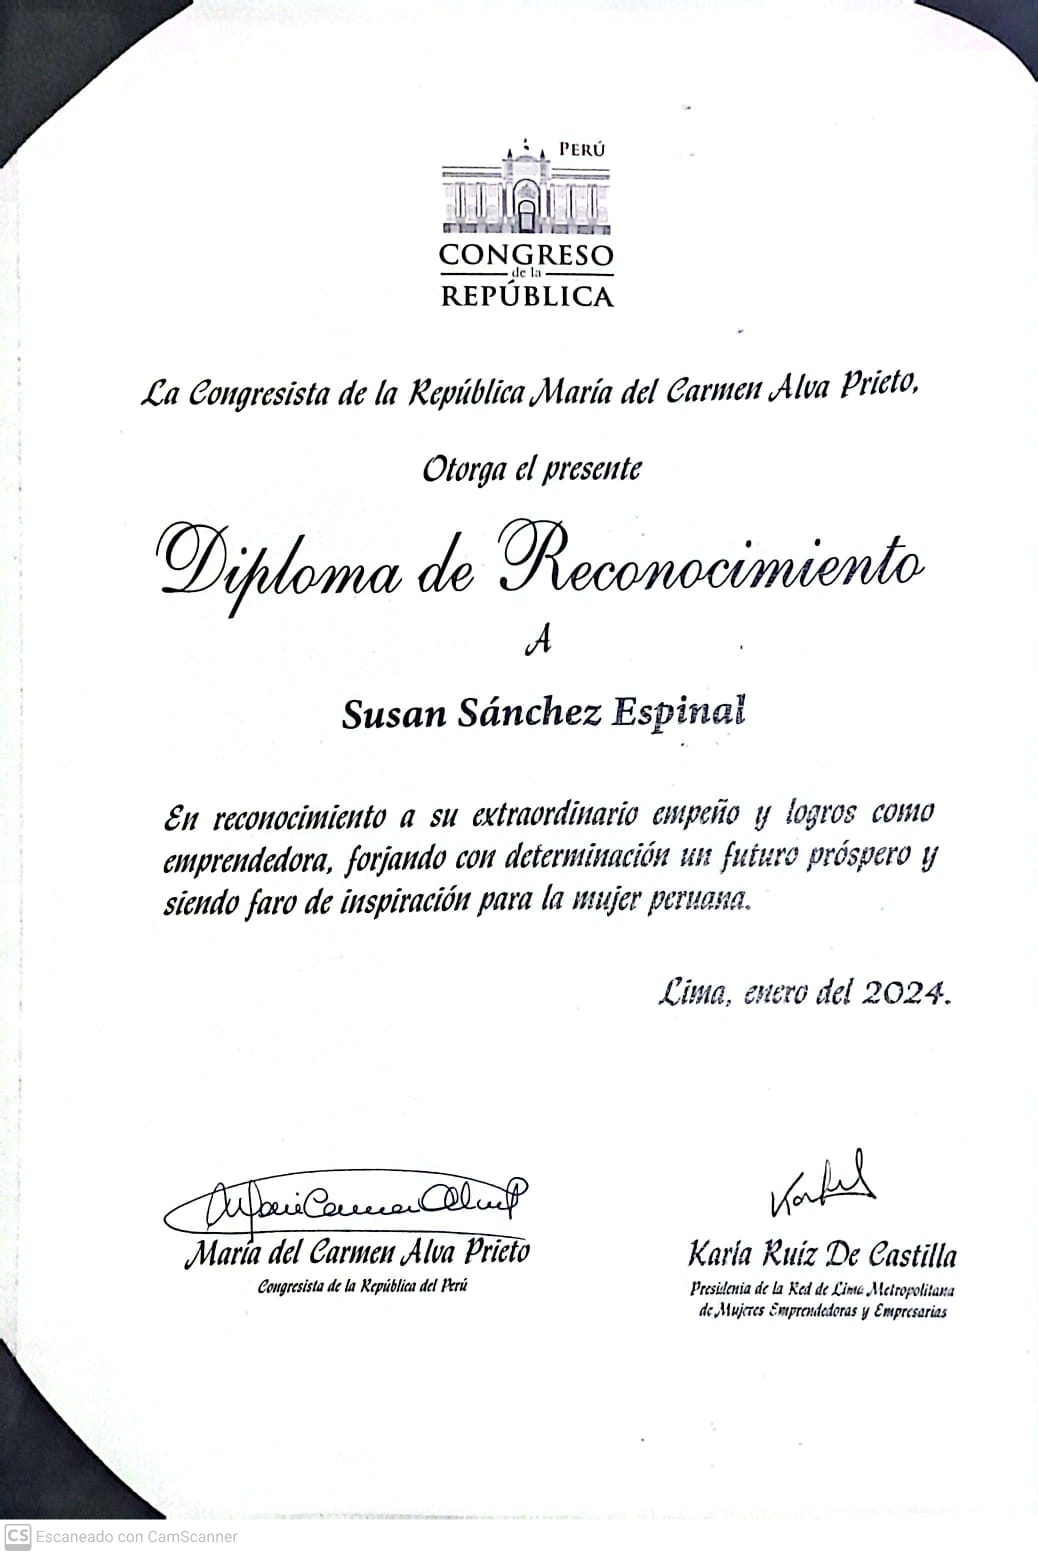 PERÚ
CONGRESO
de la
REPÚBLICA
La Congresista de la República María del Carmen Alva Prieto,
Otorga el presente
Diploma de Reconocimiento
A
Susan Sánchez Espinal
En reconocimiento a su extraordinario empeño y logros como
emprendedora, forjando con determinación un futuro próspero y
siendo faro de inspiración para la mujer peruana.
Lima, enero del 2024.
María del Carmen Alva Prieto
Congresista de la República del Perú
Karla Ruíz De Castilla
Presidenta de la Red de Lima Metropolitana
de Mujeres Emprendedoras y Empresarias
CS Escaneado con CamScanner